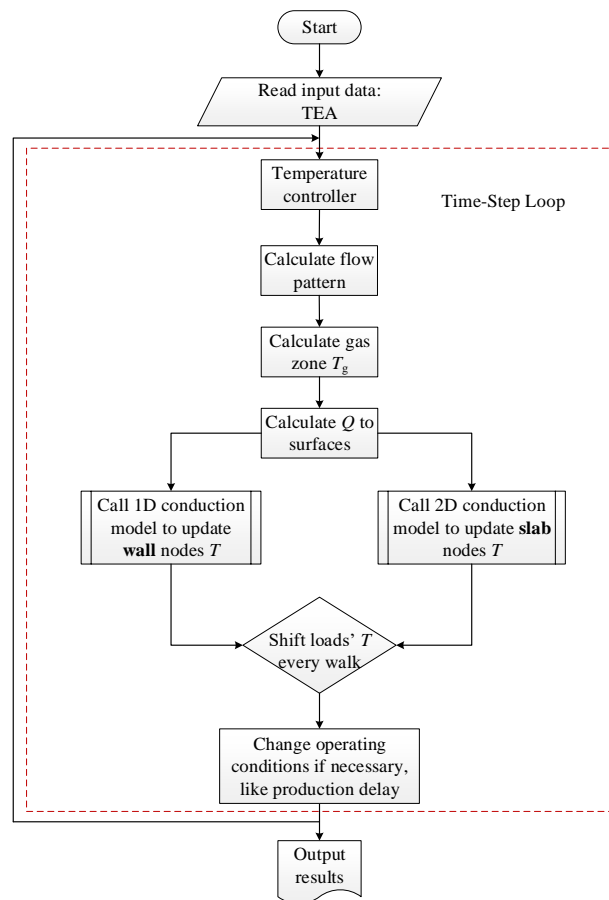 Start
Read input data:
TEA
Temperature
controller
Time-Step Loop
Calculate flow
pattern
Calculate gas
zone Tg
Calculate Q to
surfaces
Call 1D conduction
model to update
wall nodes T
Call 2D conduction
model to update slab
nodes T
Shift loads’ T
every walk
Change operating
conditions if necessary,
like production delay
Output
results